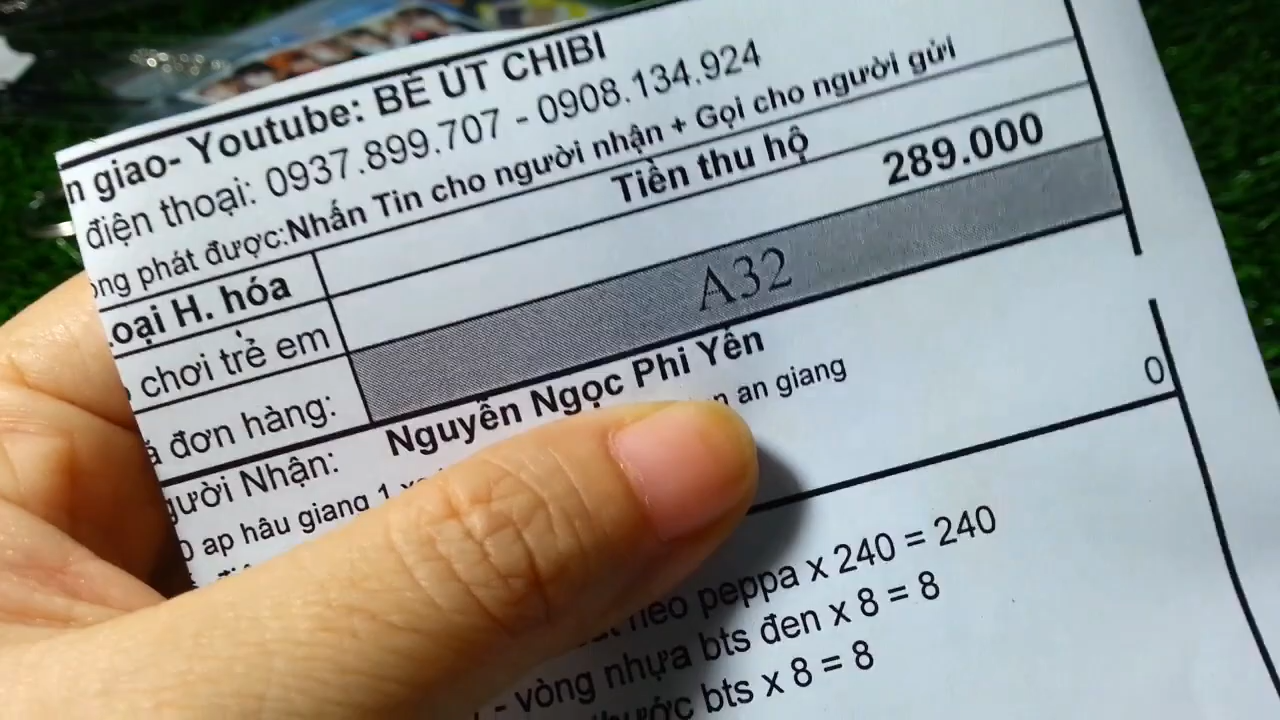 giao- Youtube: BÉ ÚT CHIBI
điện thoại: 0937.899.707 - 0908.134.924
phát được:Nhấn Tin cho người nhận + Gọi cho người gửi
H. hóa
Tiền thu hộ
chơi trẻ em
289.000
đơn hàng:
A32
Nhận:
Nguyễn Ngọc Phi Yến
ap hâu giang 1
an giang
0
heo peppa x 240 = 240
- vòng nhựa bts đen x 8 = 8
bts x 8 = 8